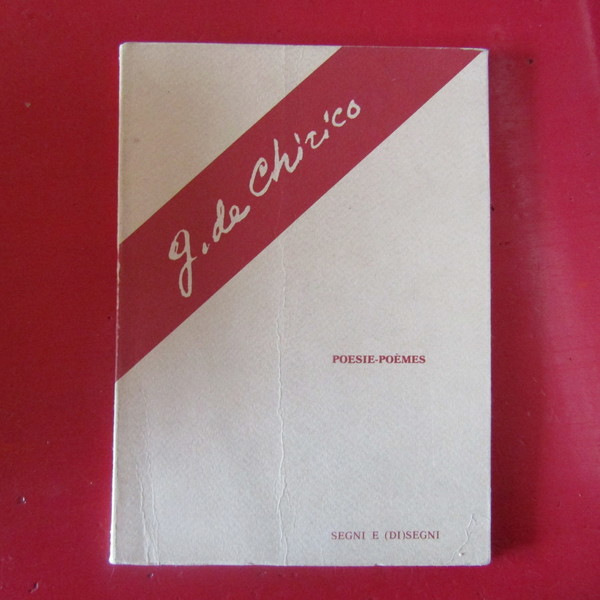 g. de Chirico
POESIE-POÈMES
SEGNI E (DI)SEGNI